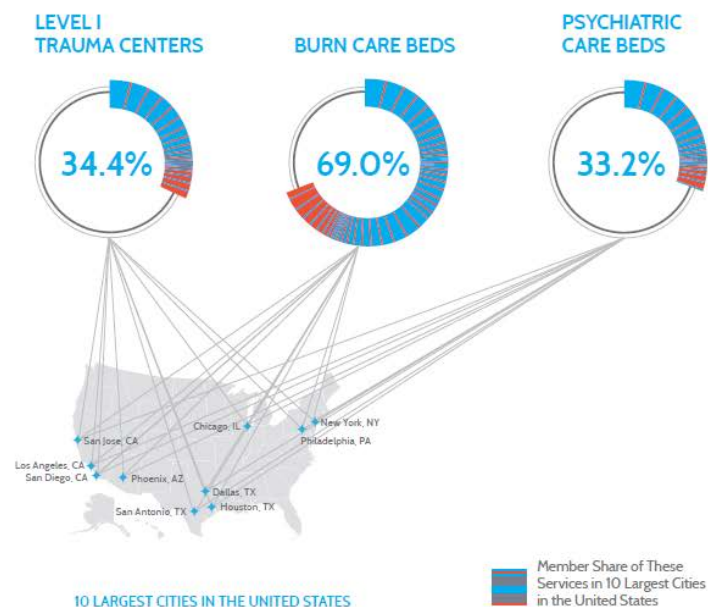 LEVEL I
TRAUMA CENTERS
BURN CARE BEDS
PSYCHIATRIC
CARE BEDS
34.4%
69.0%
33.2%
Chicago, IL
New York, NY
Philadelphia, PA
San Jose, CA
Los Angeles, CA
San Diego, CA
Phoenix, AZ
Dallas, TX
San Antonio, TX
Houston, TX
10 LARGEST CITIES IN THE UNITED STATES
Member Share of These
Services in 10 Largest Cities
in the United States